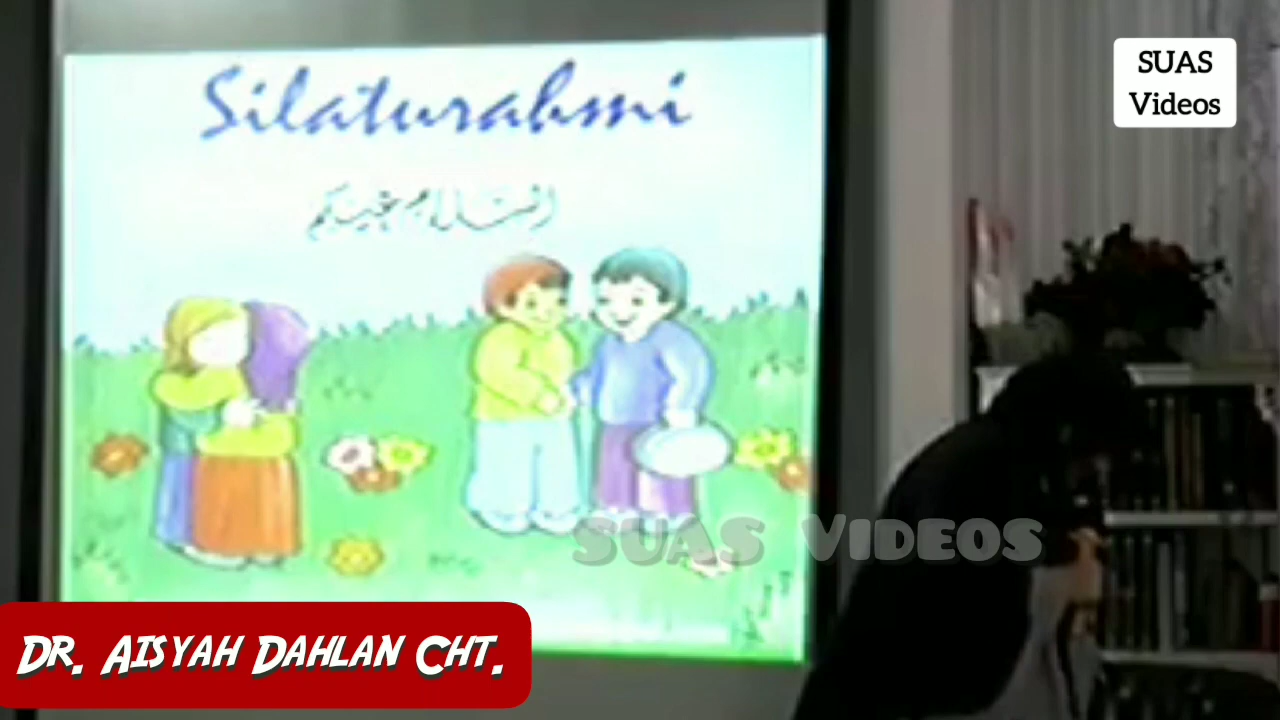 SUAS
Videos
Silaturahmi
السلام عليكم
SUAS VIDEOS
DR. AISYAH DAHLAN CHT.